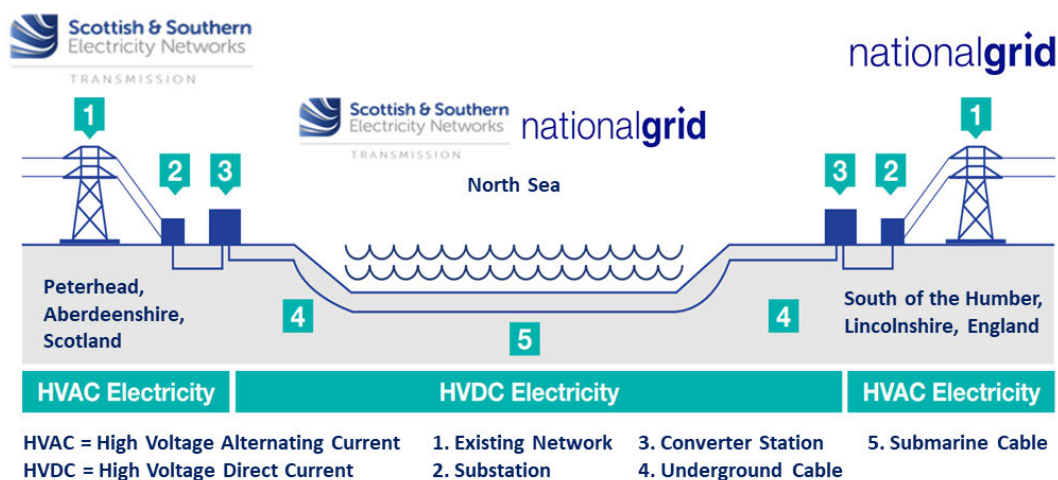 Scottish & Southern
Electricity Networks
TRANSMISSION
nationalgrid
Scottish & Southern
Electricity Networks
TRANSMISSION
nationalgrid
1
1
2
3
North Sea
3
2
Peterhead,
Aberdeenshire,
Scotland
4
5
4
South of the Humber,
Lincolnshire, England
HVAC Electricity
HVDC Electricity
HVAC Electricity
HVAC = High Voltage Alternating Current
HVDC = High Voltage Direct Current
1. Existing Network
2. Substation
3. Converter Station
4. Underground Cable
5. Submarine Cable